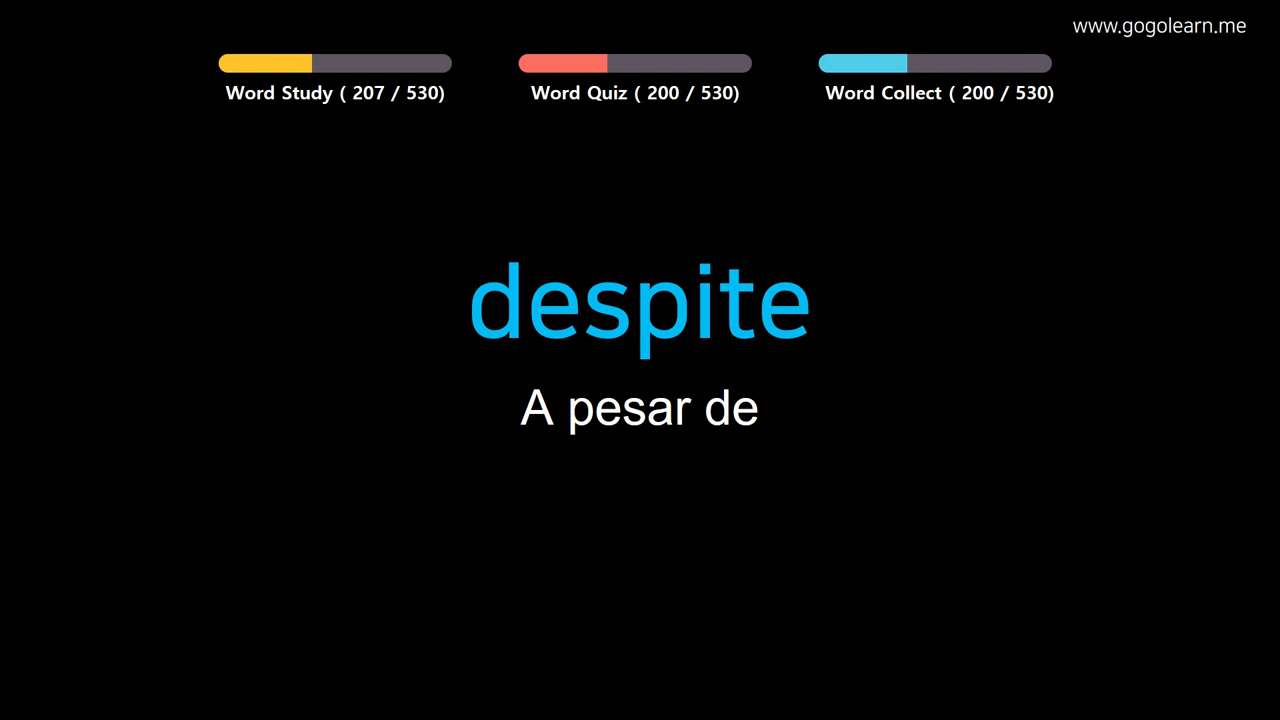 www.gogolearn.me
Word Study ( 207 / 530)
Word Quiz ( 200 / 530)
Word Collect ( 200 / 530)
despite
A pesar de